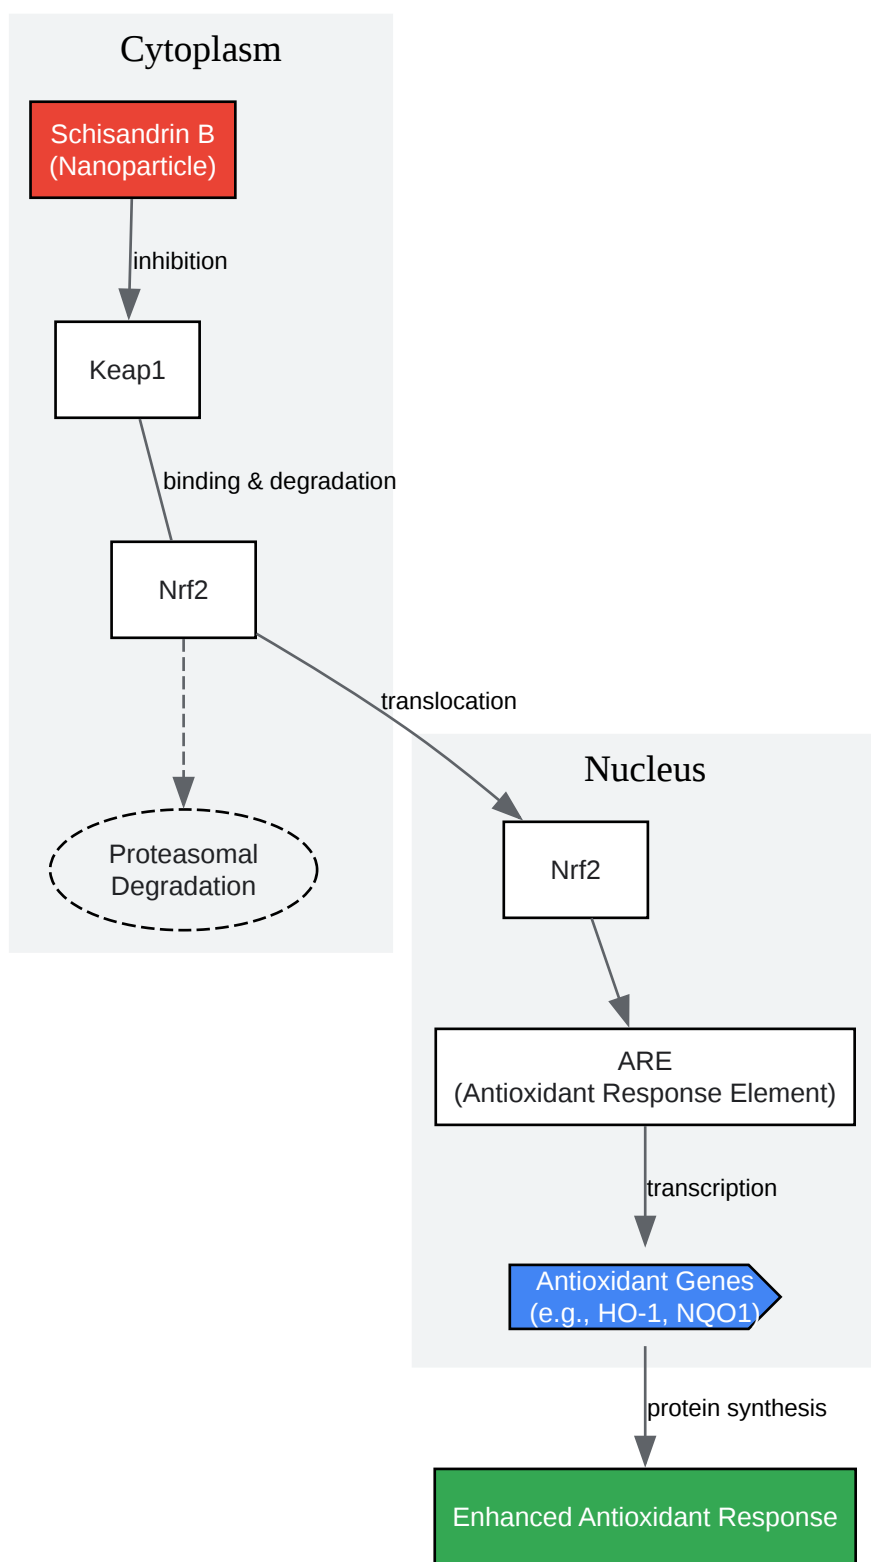 Cytoplasm
Schisandrin B
(Nanoparticle)
inhibition
Keap1
binding & degradation
Nrf2
translocation
Proteasomal
Degradation
Nucleus
Nrf2
ARE
(Antioxidant Response Element)
transcription
Antioxidant Genes
(e.g., HO-1, NQO1)
protein synthesis
Enhanced Antioxidant Response